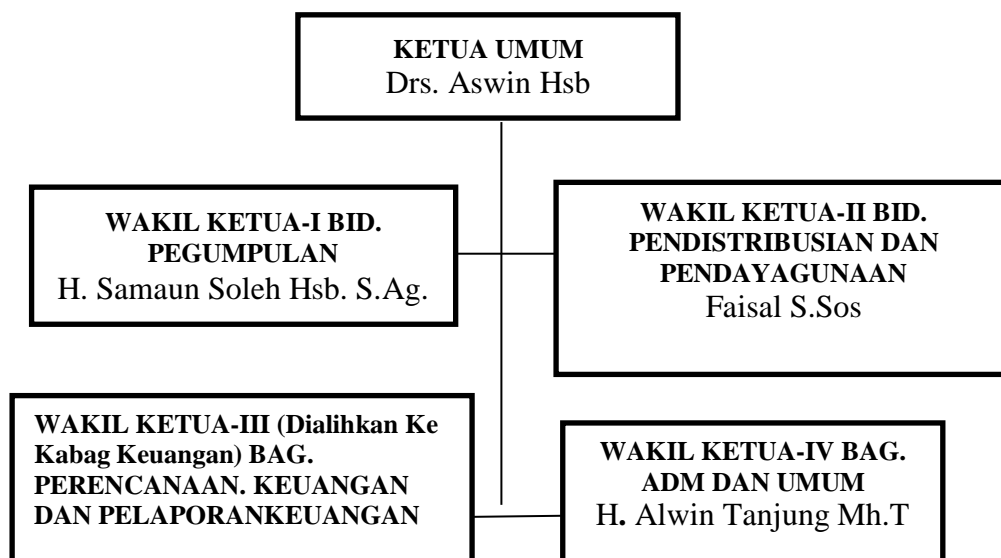 KETUA UMUM
Drs. Aswin Hsb
WAKIL KETUA-I BID.
PEGUMPULAN
H. Samaun Soleh Hsb. S.Ag.
WAKIL KETUA-II BID.
PENDISTRIBUSIAN DAN
PENDAYAGUNAAN
Faisal S.Sos
WAKIL KETUA-III (Dialihkan Ke
Kabag Keuangan) BAG.
PERENCANAAN. KEUANGAN
DAN PELAPORANKEUANGAN
WAKIL KETUA-IV BAG.
ADM DAN UMUM
H. Alwin Tanjung Mh.T